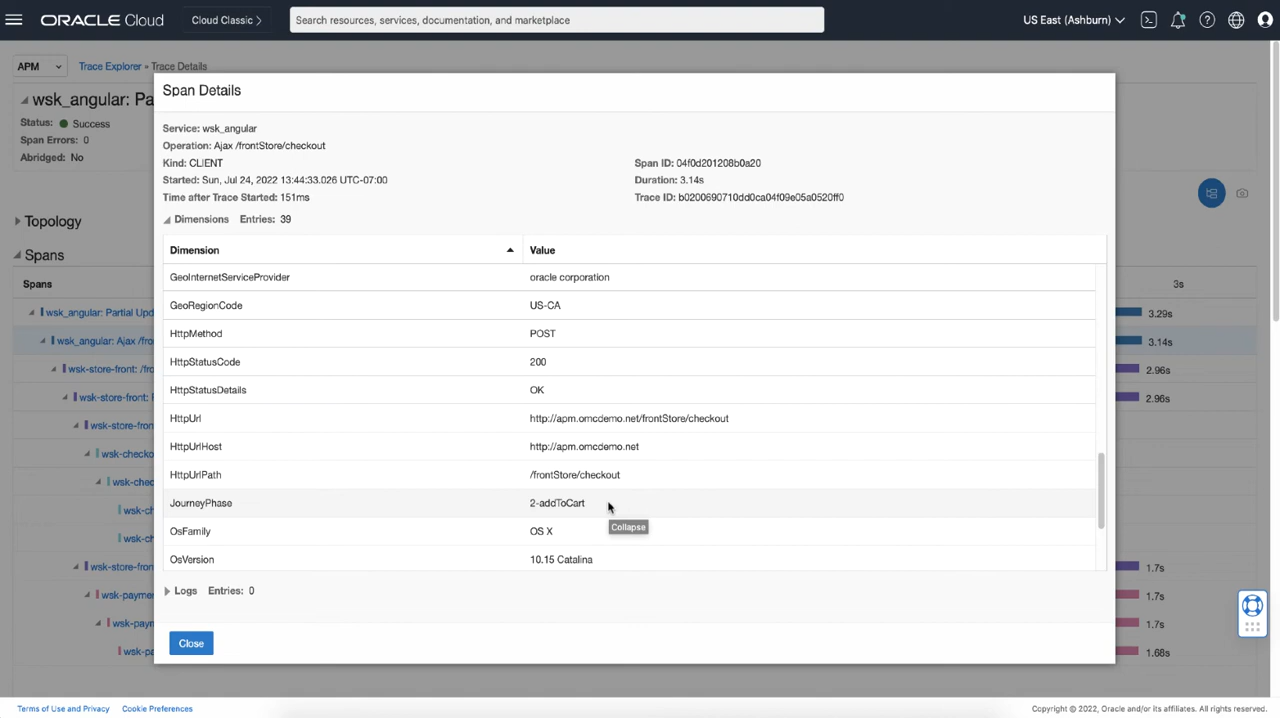 ORACLE Cloud
Cloud Classic
Search resources, services, documentation, and marketplace
US East (Ashburn)
APM
Trace Explorer » Trace Details
wsk_angular: Pa
Status: Success
Span Errors: 0
Abridged: No
Topology
Spans
Spans
3s
wsk_angular: Partial Upd
3.29s
wsk_angular: Ajax /fro
3.14s
wsk-store-front: /fro
2.96s
wsk-store-front: F
2.96s
wsk-store-fron
wsk-checko
wsk-chec
wsk-ch
wsk-ch
wsk-store-fron
1.7s
wsk-payme
1.7s
wsk-pay
1.7s
wsk-pa
1.68s
Span Details
Service: wsk_angular
Operation: Ajax /frontStore/checkout
Kind: CLIENT
Span ID: 04f0d201208b0a20
Started: Sun, Jul 24, 2022 13:44:33.026 UTC-07:00
Duration: 3.14s
Time after Trace Started: 151ms
Trace ID: b0200690710dd0ca04f09e05a0520ff0
Dimensions Entries: 39
Dimension Value
GeoInternetServiceProvider oracle corporation
GeoRegionCode US-CA
HttpMethod POST
HttpStatusCode 200
HttpStatusDetails OK
HttpUrl http://apm.omcdemo.net/frontStore/checkout
HttpUrlHost http://apm.omcdemo.net
HttpUrlPath /frontStore/checkout
JourneyPhase 2-addToCart
Collapse
OsFamily OS X
OsVersion 10.15 Catalina
Logs Entries: 0
Close
Terms of Use and Privacy Cookie Preferences
Copyright © 2022, Oracle and/or its affiliates. All rights reserved.